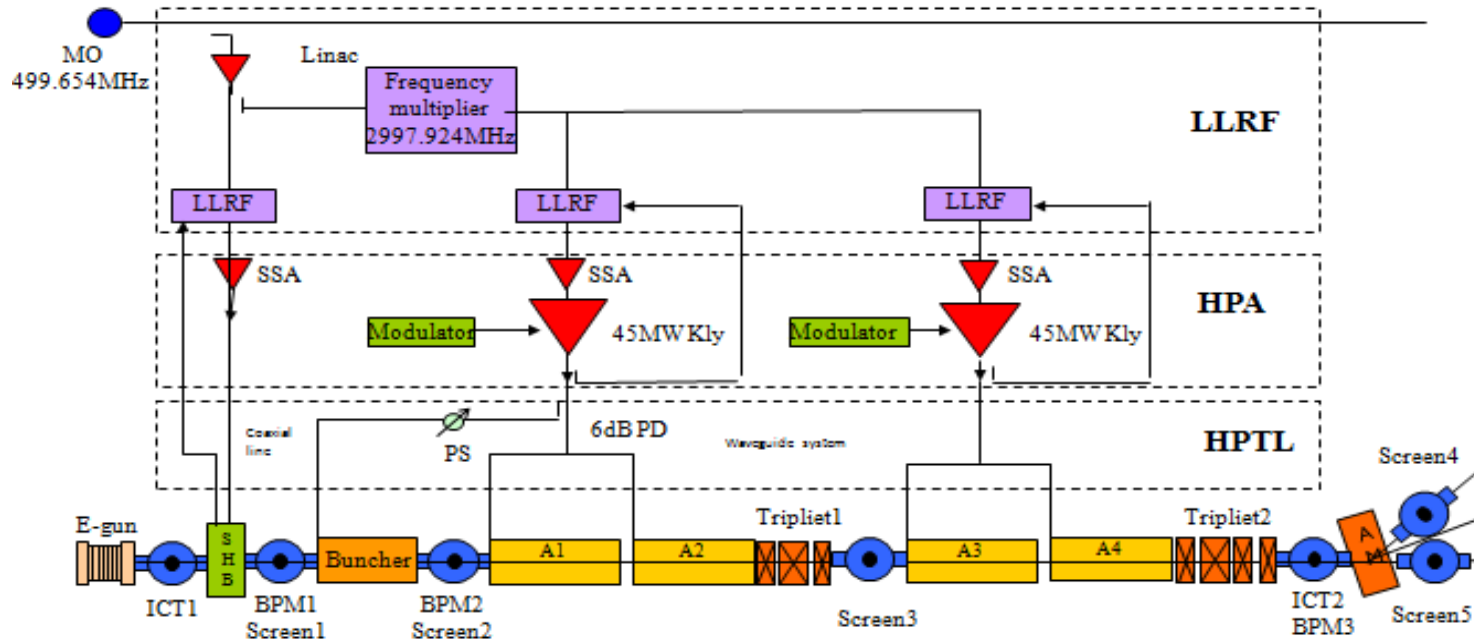 MO
499.654MHz
Linac
Frequency
multiplier
2997.924MHz
LLRF
LLRF
LLRF
LLRF
SSA
SSA
SSA
HPA
Modulator
45MW Kly
Modulator
45MW Kly
Coaxial
line
PS
6dB PD
Waveguide system
HPTL
Screen4
E-gun
Tripliet1
Tripliet2
S
H
B
Buncher
A1
A2
A3
A4
A
M
ICT1
BPM1
Screen1
BPM2
Screen2
Screen3
ICT2
BPM3
Screen5